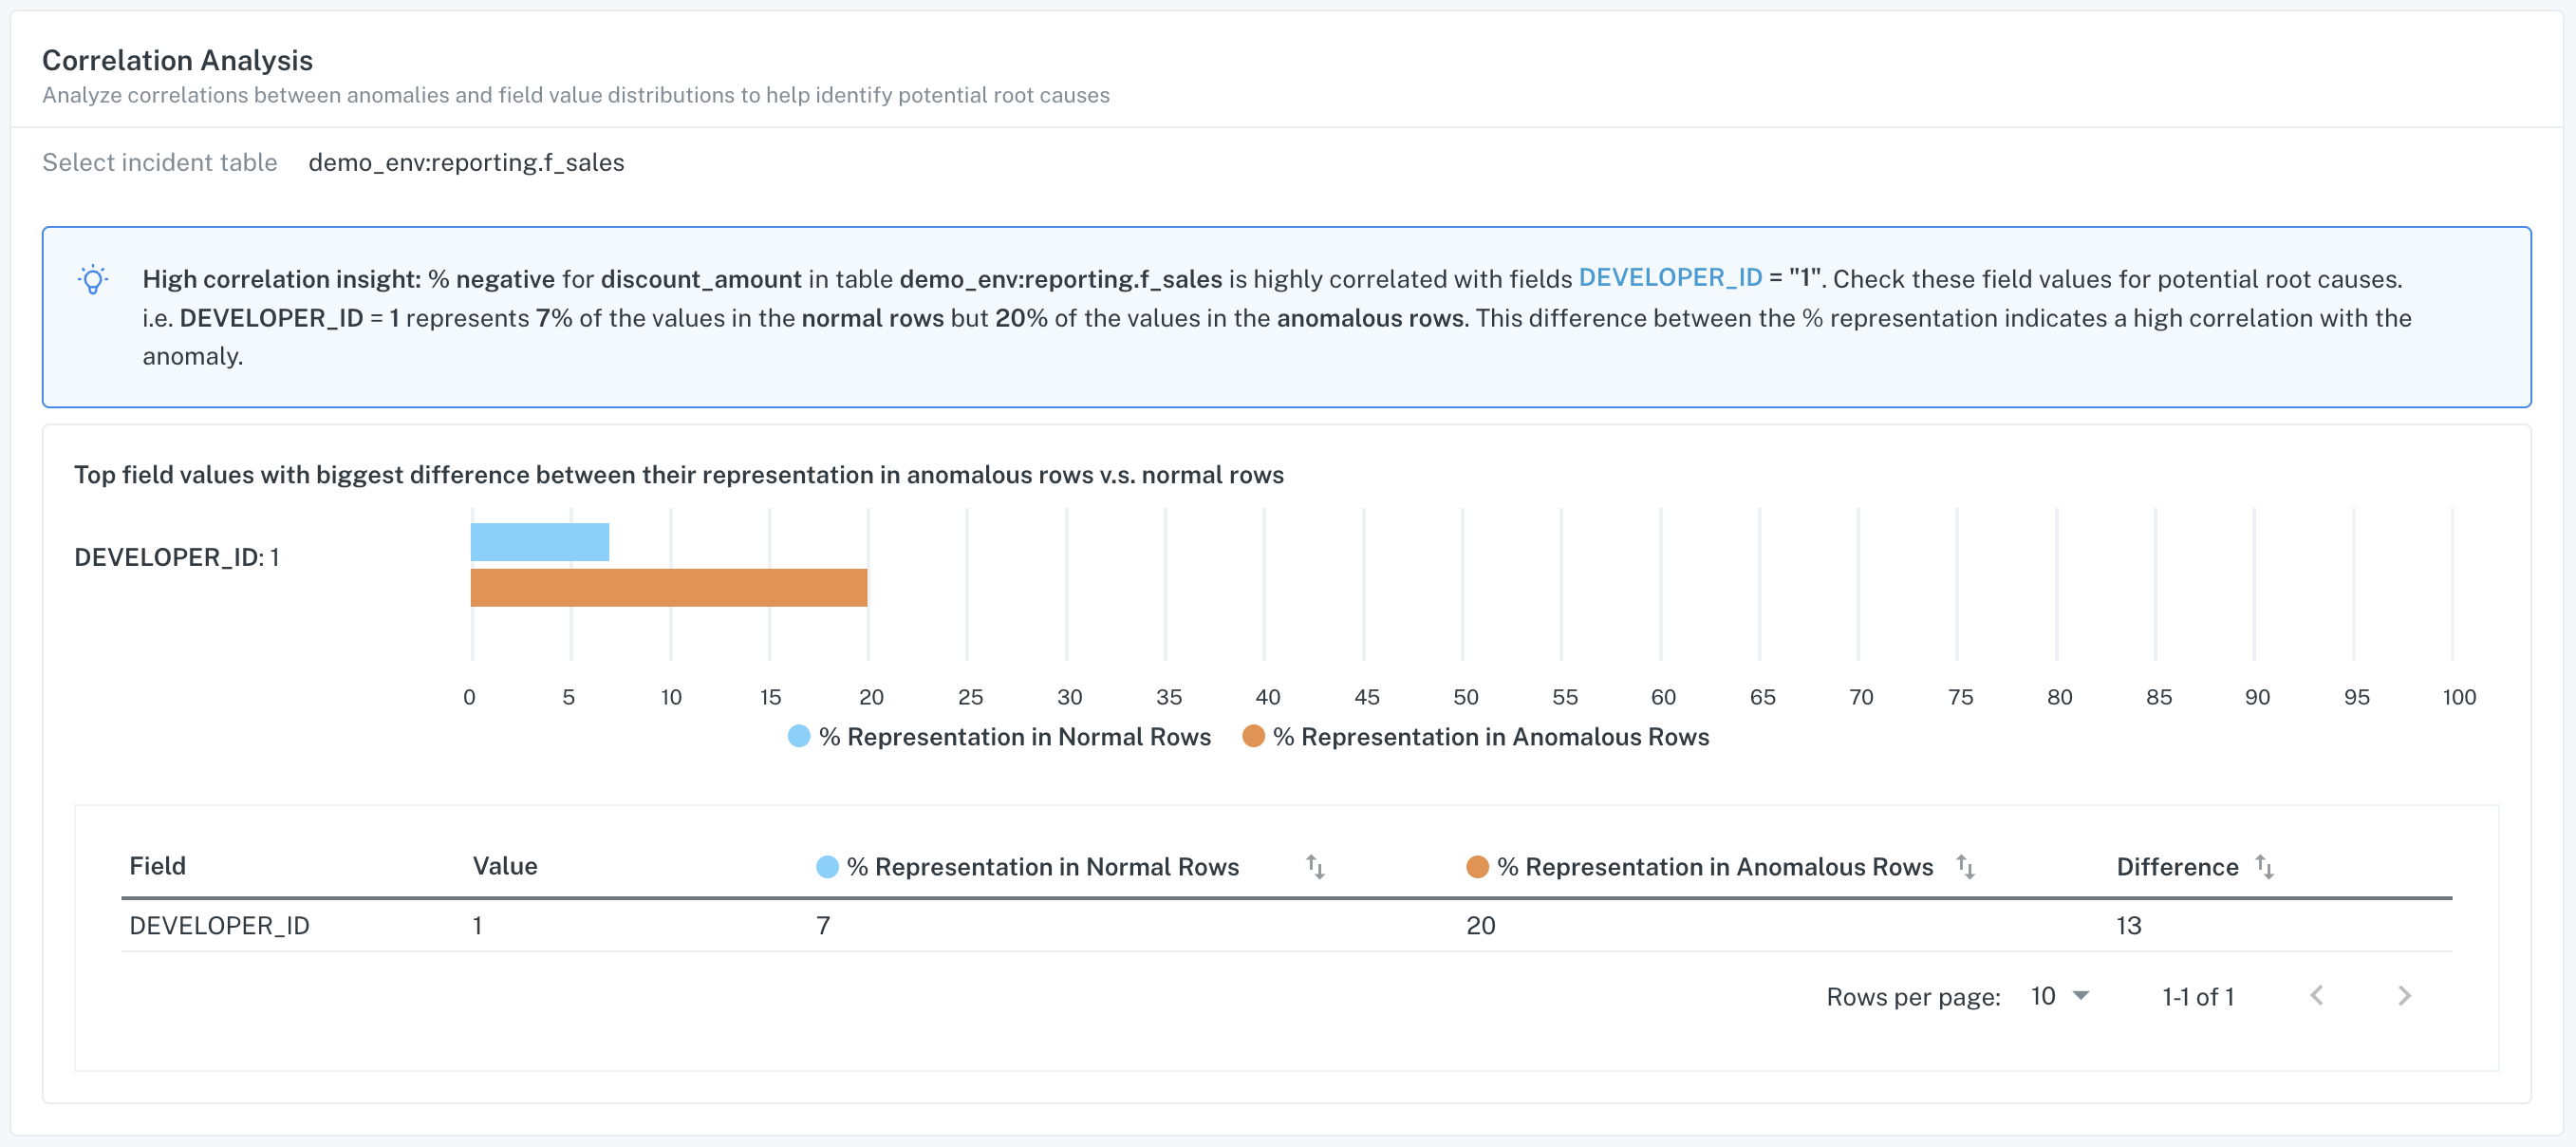 Correlation Analysis
Analyze correlations between anomalies and field value distributions to help identify potential root causes
Select incident table demo_env:reporting.f_sales
High correlation insight: % negative for discount_amount in table demo_env:reporting.f_sales is highly correlated with fields DEVELOPER_ID = "1". Check these field values for potential root causes.
i.e. DEVELOPER_ID = 1 represents 7% of the values in the normal rows but 20% of the values in the anomalous rows. This difference between the % representation indicates a high correlation with the
anomaly.
Top field values with biggest difference between their representation in anomalous rows v.s. normal rows
DEVELOPER_ID: 1
0 5 10 15 20 25 30 35 40 45 50 55 60 65 70 75 80 85 90 95 100
% Representation in Normal Rows % Representation in Anomalous Rows
Field Value % Representation in Normal Rows % Representation in Anomalous Rows Difference
DEVELOPER_ID 1 7 20 13
Rows per page: 10 1-1 of 1